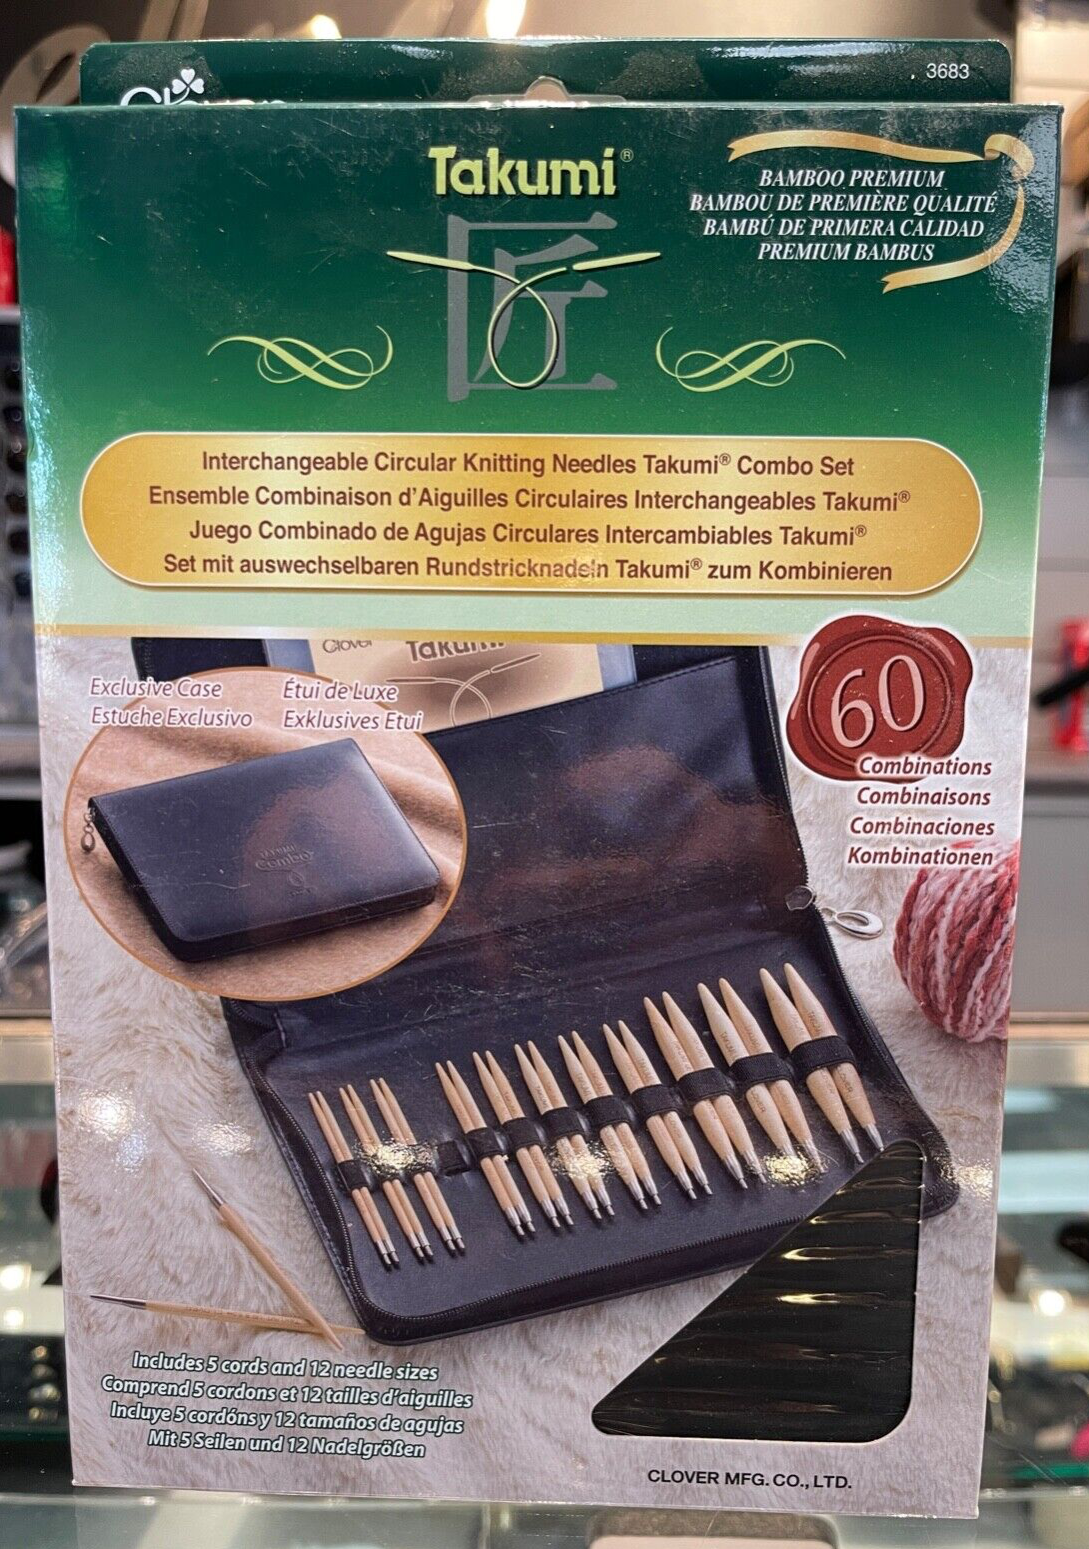 Clover
3683
Takumi®
匠
BAMBOO PREMIUM
BAMBOU DE PREMIÈRE QUALITÉ
BAMBÚ DE PRIMERA CALIDAD
PREMIUM BAMBUS
Interchangeable Circular Knitting Needles Takumi® Combo Set
Ensemble Combinaison d'Aiguilles Circulaires Interchangeables Takumi®
Juego Combinado de Agujas Circulares Intercambiables Takumi®
Set mit auswechselbaren Rundstricknadeln Takumi® zum Kombinieren
Clover
Takumi
Exclusive Case
Étui de Luxe
Estuche Exclusivo
Exklusives Etui
60
Combinations
Combinaisons
Combinaciones
Kombinationen
combo
Includes 5 cords and 12 needle sizes
Comprend 5 cordons et 12 tailles d'aiguilles
Incluye 5 cordóns y 12 tamaños de agujas
Mit 5 Seilen und 12 Nadelgrößen
CLOVER MFG. CO., LTD.